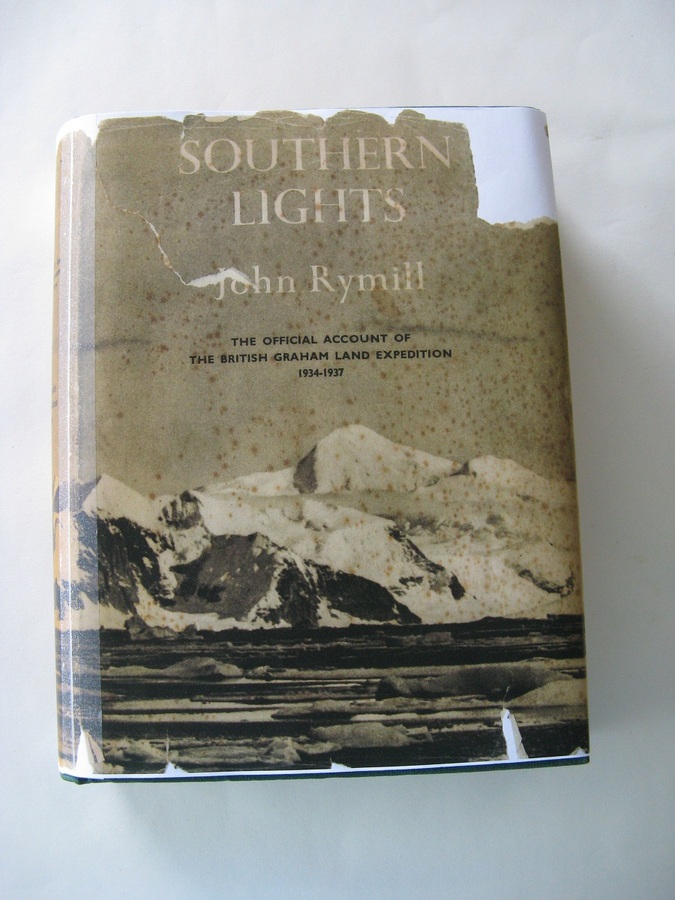 SOUTHERN
LIGHTS
John Rymill
THE OFFICIAL ACCOUNT OF
THE BRITISH GRAHAM LAND EXPEDITION
1934-1937